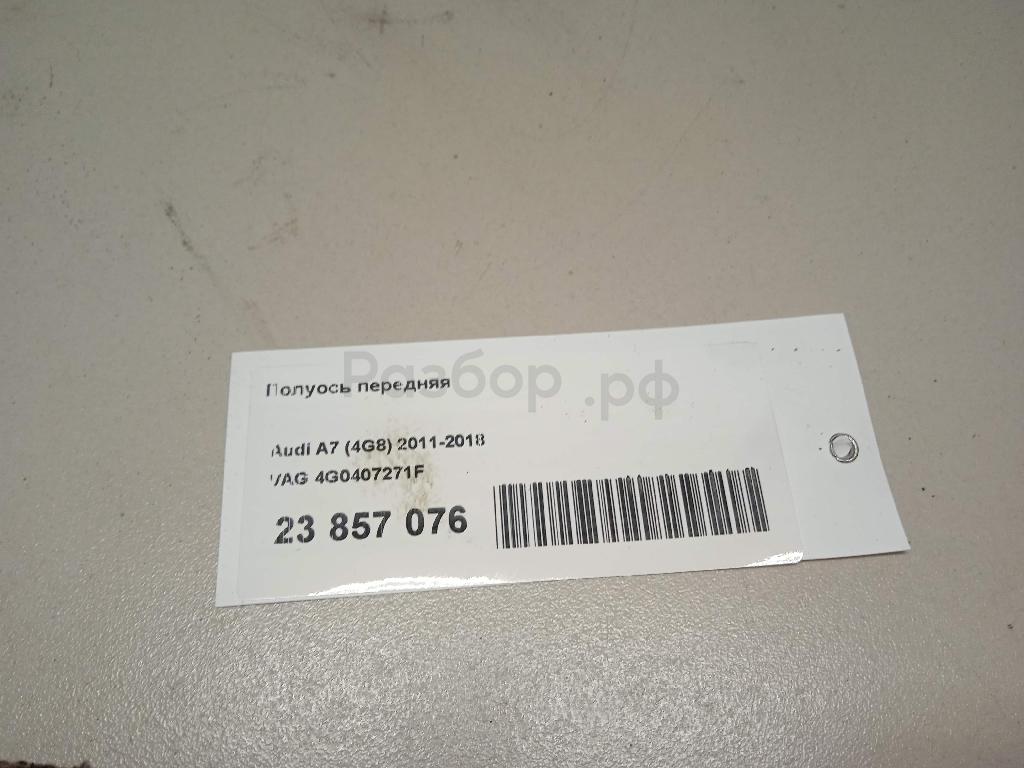 Разбор.рф
Полуось передняя
Audi A7 (4G8) 2011-2018
VAG 4G0407271F
23 857 076